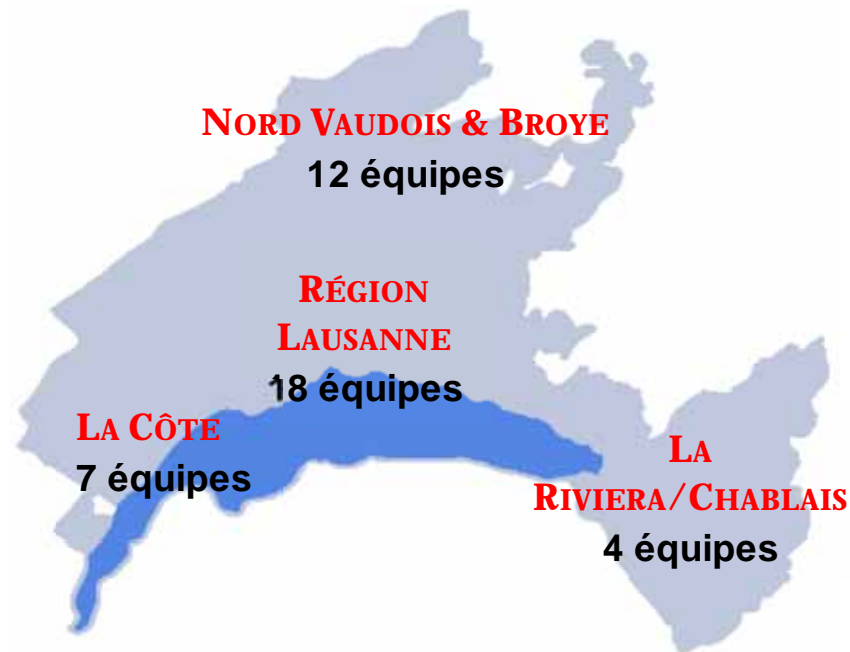 NORD VAUDOIS & BROYE
12 équipes
RÉGION
LAUSANNE
18 équipes
LA CÔTE
7 équipes
LA
RIVIERA/CHABLAIS
4 équipes